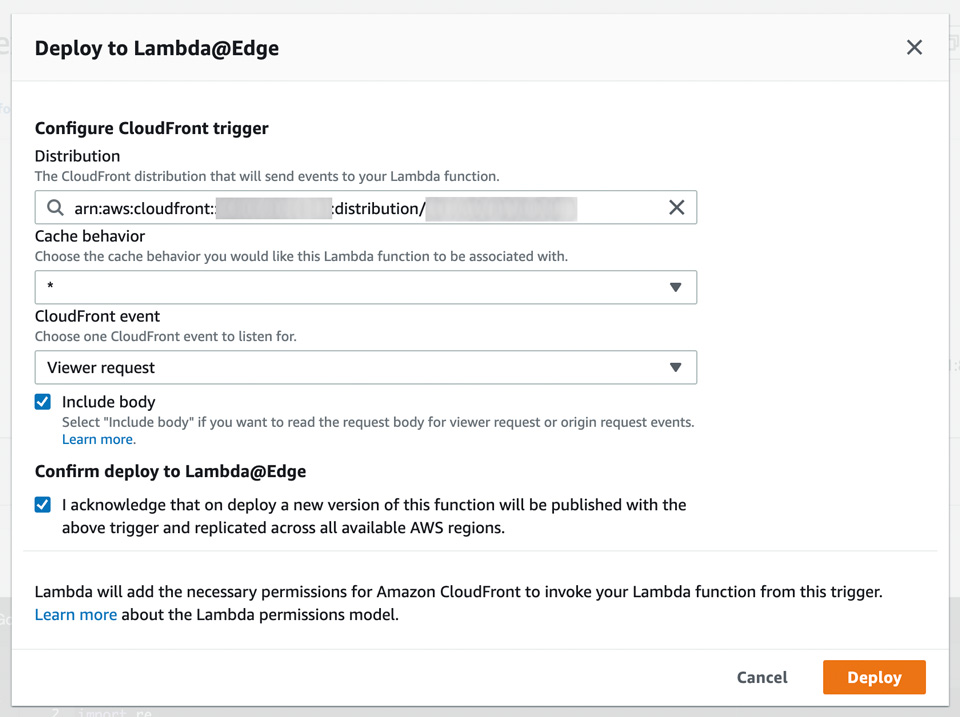 Deploy to Lambda@Edge
Configure CloudFront trigger
Distribution
The CloudFront distribution that will send events to your Lambda function.
arn:aws:cloudfront:: :distribution/
Cache behavior
Choose the cache behavior you would like this Lambda function to be associated with.
*
CloudFront event
Choose one CloudFront event to listen for.
Viewer request
Include body
Select "Include body" if you want to read the request body for viewer request or origin request events.
Learn more.
Confirm deploy to Lambda@Edge
I acknowledge that on deploy a new version of this function will be published with the
above trigger and replicated across all available AWS regions.
Lambda will add the necessary permissions for Amazon CloudFront to invoke your Lambda function from this trigger.
Learn more about the Lambda permissions model.
Cancel
Deploy
2 import re